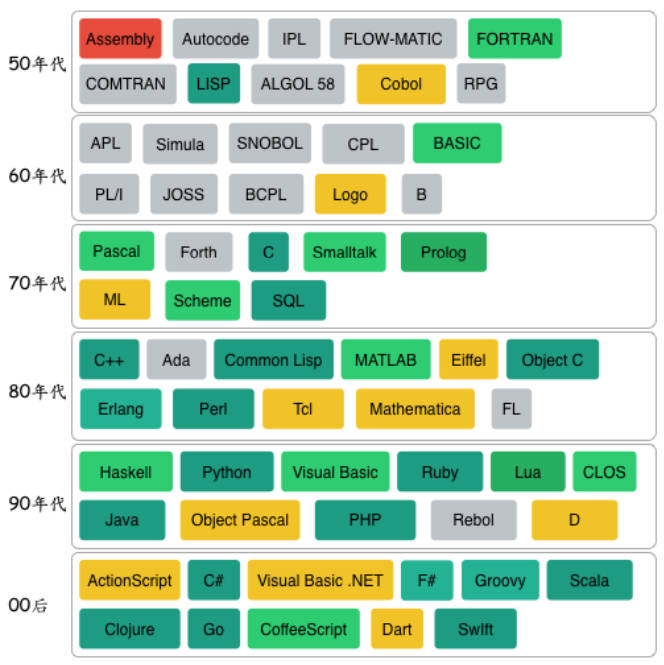 50年代
Assembly Autocode IPL FLOW-MATIC FORTRAN
COMTRAN LISP ALGOL 58 Cobol RPG
60年代
APL Simula SNOBOL CPL BASIC
PL/I JOSS BCPL Logo B
70年代
Pascal Forth C Smalltalk Prolog
ML Scheme SQL
80年代
C++ Ada Common Lisp MATLAB Eiffel Object C
Erlang Perl Tcl Mathematica FL
90年代
Haskell Python Visual Basic Ruby Lua CLOS
Java Object Pascal PHP Rebol D
00后
ActionScript C# Visual Basic .NET F# Groovy Scala
Clojure Go CoffeeScript Dart SwIft